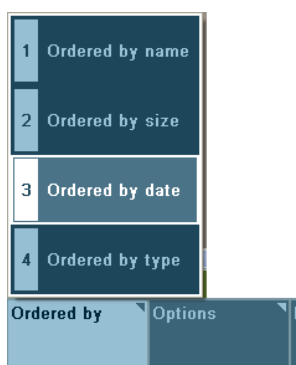 1 Ordered by name
2 Ordered by size
3 Ordered by date
4 Ordered by type
Ordered by Options